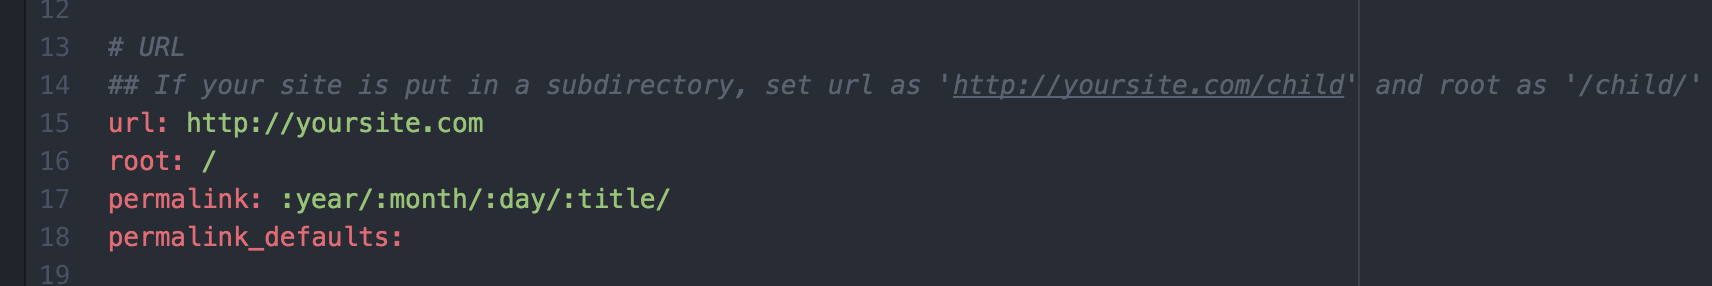 12
13 # URL
14 ## If your site is put in a subdirectory, set url as 'http://yoursite.com/child' and root as '/child/'
15 url: http://yoursite.com
16 root: /
17 permalink: :year/:month/:day/:title/
18 permalink_defaults:
19